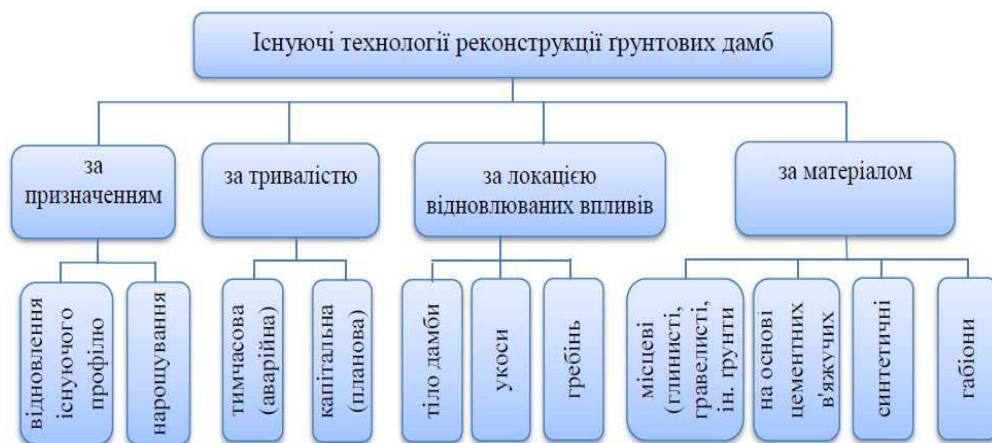 Існуючі технології реконструкції ґрунтових дамб
за
призначенням
за тривалістю
за локацією
відновлюваних впливів
за матеріалом
відновлення
існуючого
профілю
нарощування
тимчасова
(аварійна)
капітальна
(планова)
тіло дамби
укоси
гребінь
місцеві
(глинисті,
гравелисті,
ін. ґрунти
на основі
цементних
в'яжучих
синтетичні
габіони